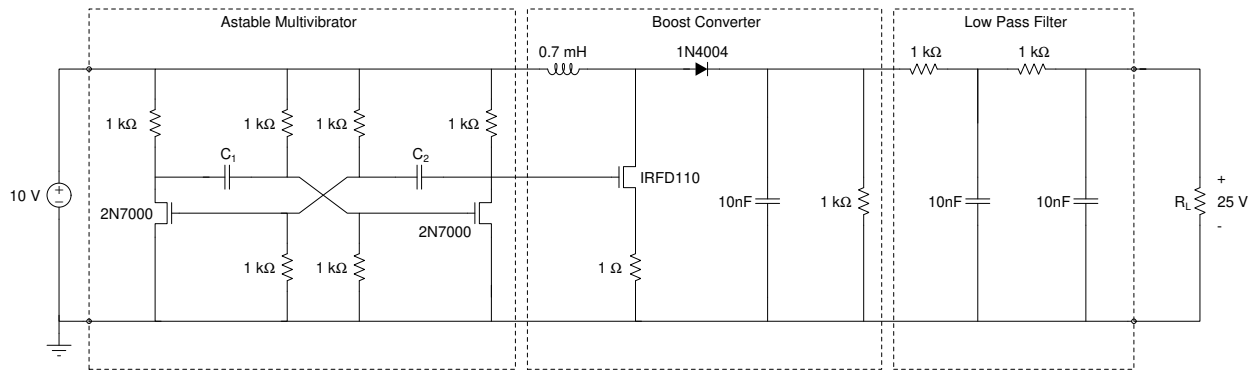 Astable Multivibrator
Boost Converter
Low Pass Filter
0.7 mH
1N4004
1 kΩ
1 kΩ
1 kΩ
1 kΩ
1 kΩ
1 kΩ
C₁
C₂
10 V
+
−
2N7000
2N7000
IRFD110
1 kΩ
1 kΩ
1 Ω
10nF
1 kΩ
10nF
10nF
R_L
+
25 V
-